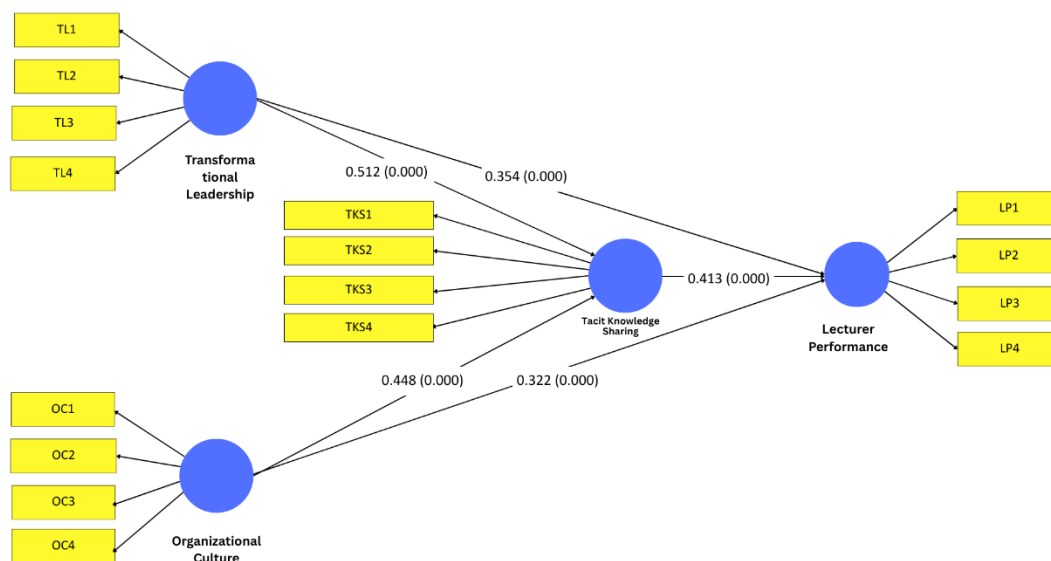 TL1
TL2
TL3
TL4
Transforma
tional
Leadership
0.512 (0.000)
0.354 (0.000)
TKS1
TKS2
TKS3
TKS4
Tacit Knowledge
Sharing
0.413 (0.000)
LP1
LP2
LP3
LP4
Lecturer
Performance
0.448 (0.000)
0.322 (0.000)
OC1
OC2
OC3
OC4
Organizational
Culture